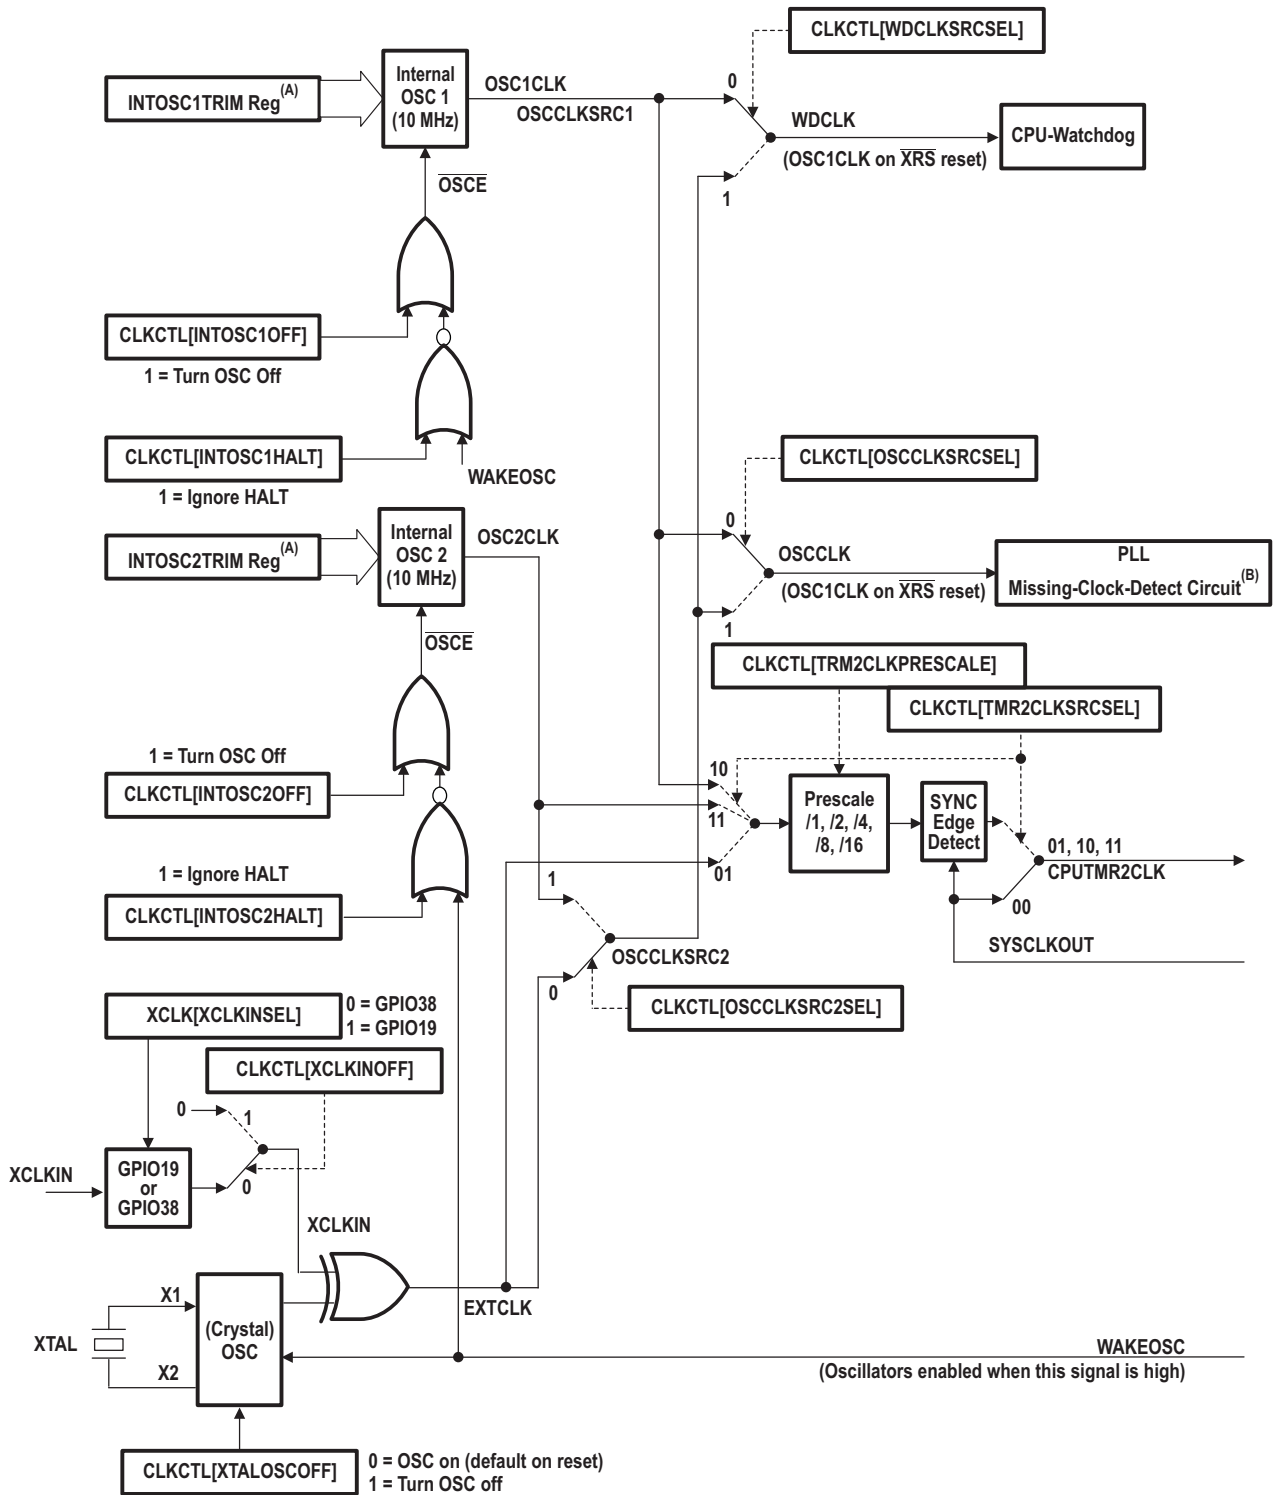 CLKCTL[WDCLKSRCSEL]
INTOSC1TRIM Reg(A)
Internal
OSC 1
(10 MHz)
OSC1CLK
OSCCLKSRC1
0
WDCLK
(OSC1CLK on XRS reset)
CPU-Watchdog
1
OSCE
CLKCTL[INTOSC1OFF]
1 = Turn OSC Off
CLKCTL[INTOSC1HALT]
1 = Ignore HALT
WAKEOSC
CLKCTL[OSCCLKSRCSEL]
INTOSC2TRIM Reg(A)
Internal
OSC 2
(10 MHz)
OSC2CLK
0
OSCCLK
(OSC1CLK on XRS reset)
PLL
Missing-Clock-Detect Circuit(B)
1
OSCE
CLKCTL[TRM2CLKPRESCALE]
CLKCTL[TMR2CLKSRCSEL]
1 = Turn OSC Off
CLKCTL[INTOSC2OFF]
10
11
01
Prescale
/1, /2, /4,
/8, /16
SYNC
Edge
Detect
01, 10, 11
CPUTMR2CLK
00
SYSCLKOUT
1 = Ignore HALT
CLKCTL[INTOSC2HALT]
1
OSCCLKSRC2
0
CLKCTL[OSCCLKSRC2SEL]
XCLK[XCLKINSEL]
0 = GPIO38
1 = GPIO19
CLKCTL[XCLKINOFF]
0
1
XCLKIN
GPIO19
or
GPIO38
0
XCLKIN
EXTCLK
XTAL
X1
X2
(Crystal)
OSC
WAKEOSC
(Oscillators enabled when this signal is high)
CLKCTL[XTALOSCOFF]
0 = OSC on (default on reset)
1 = Turn OSC off